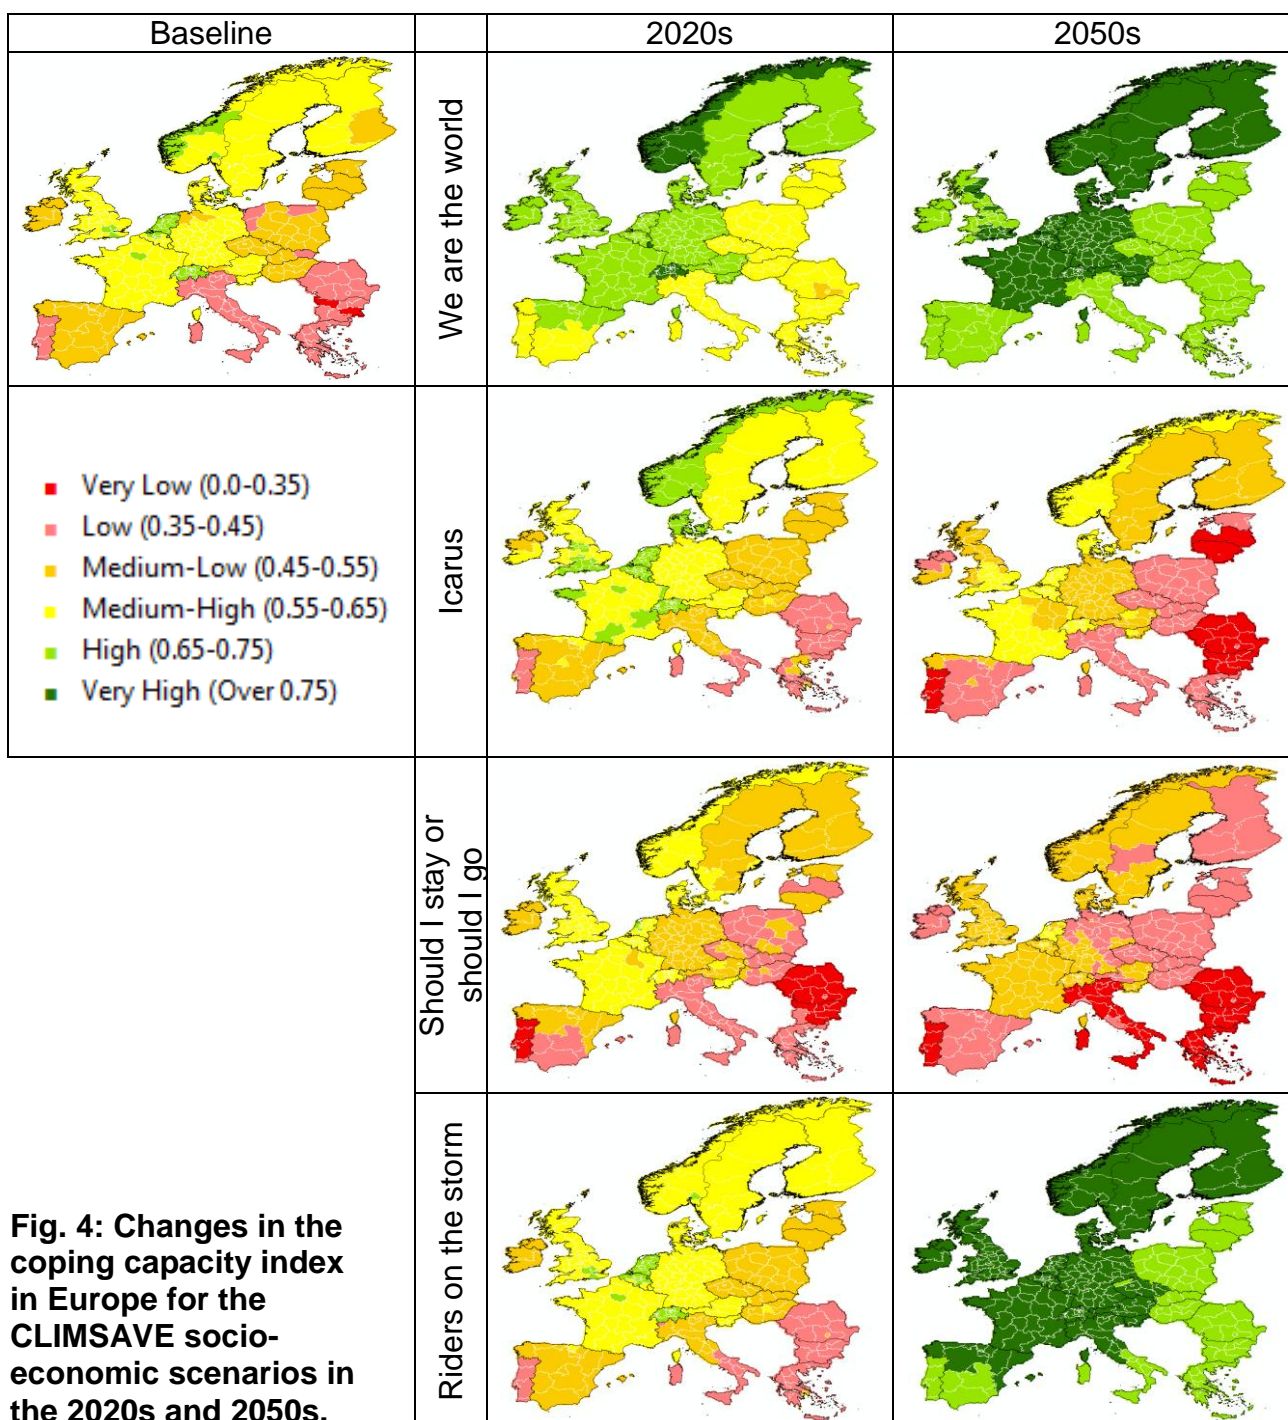 Baseline
2020s
2050s
We are the world
Very Low (0.0-0.35)
Low (0.35-0.45)
Medium-Low (0.45-0.55)
Medium-High (0.55-0.65)
High (0.65-0.75)
Very High (Over 0.75)
Icarus
Should I stay or
should I go
Riders on the storm
Fig. 4: Changes in the
coping capacity index
in Europe for the
CLIMSAVE socio-
economic scenarios in
the 2020s and 2050s.